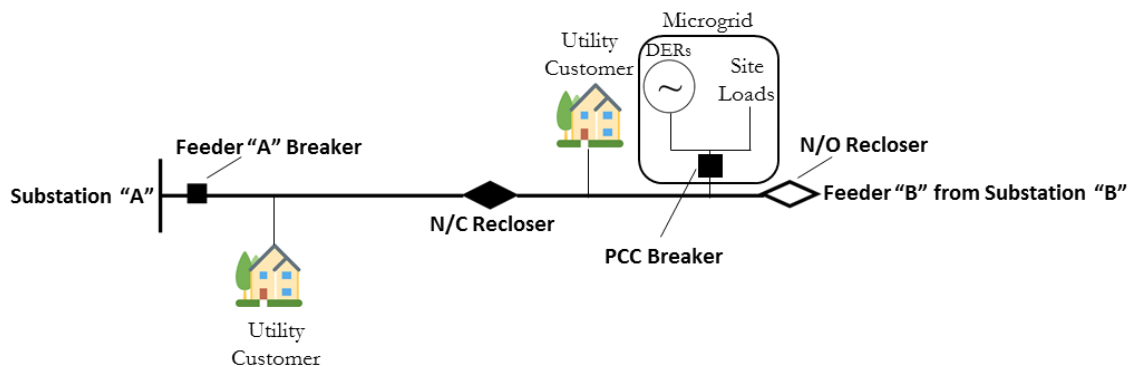 Microgrid
Utility
Customer
DERs
~
Site
Loads
Feeder “A” Breaker
N/O Recloser
Substation “A”
Feeder “B” from Substation “B”
N/C Recloser
PCC Breaker
Utility
Customer